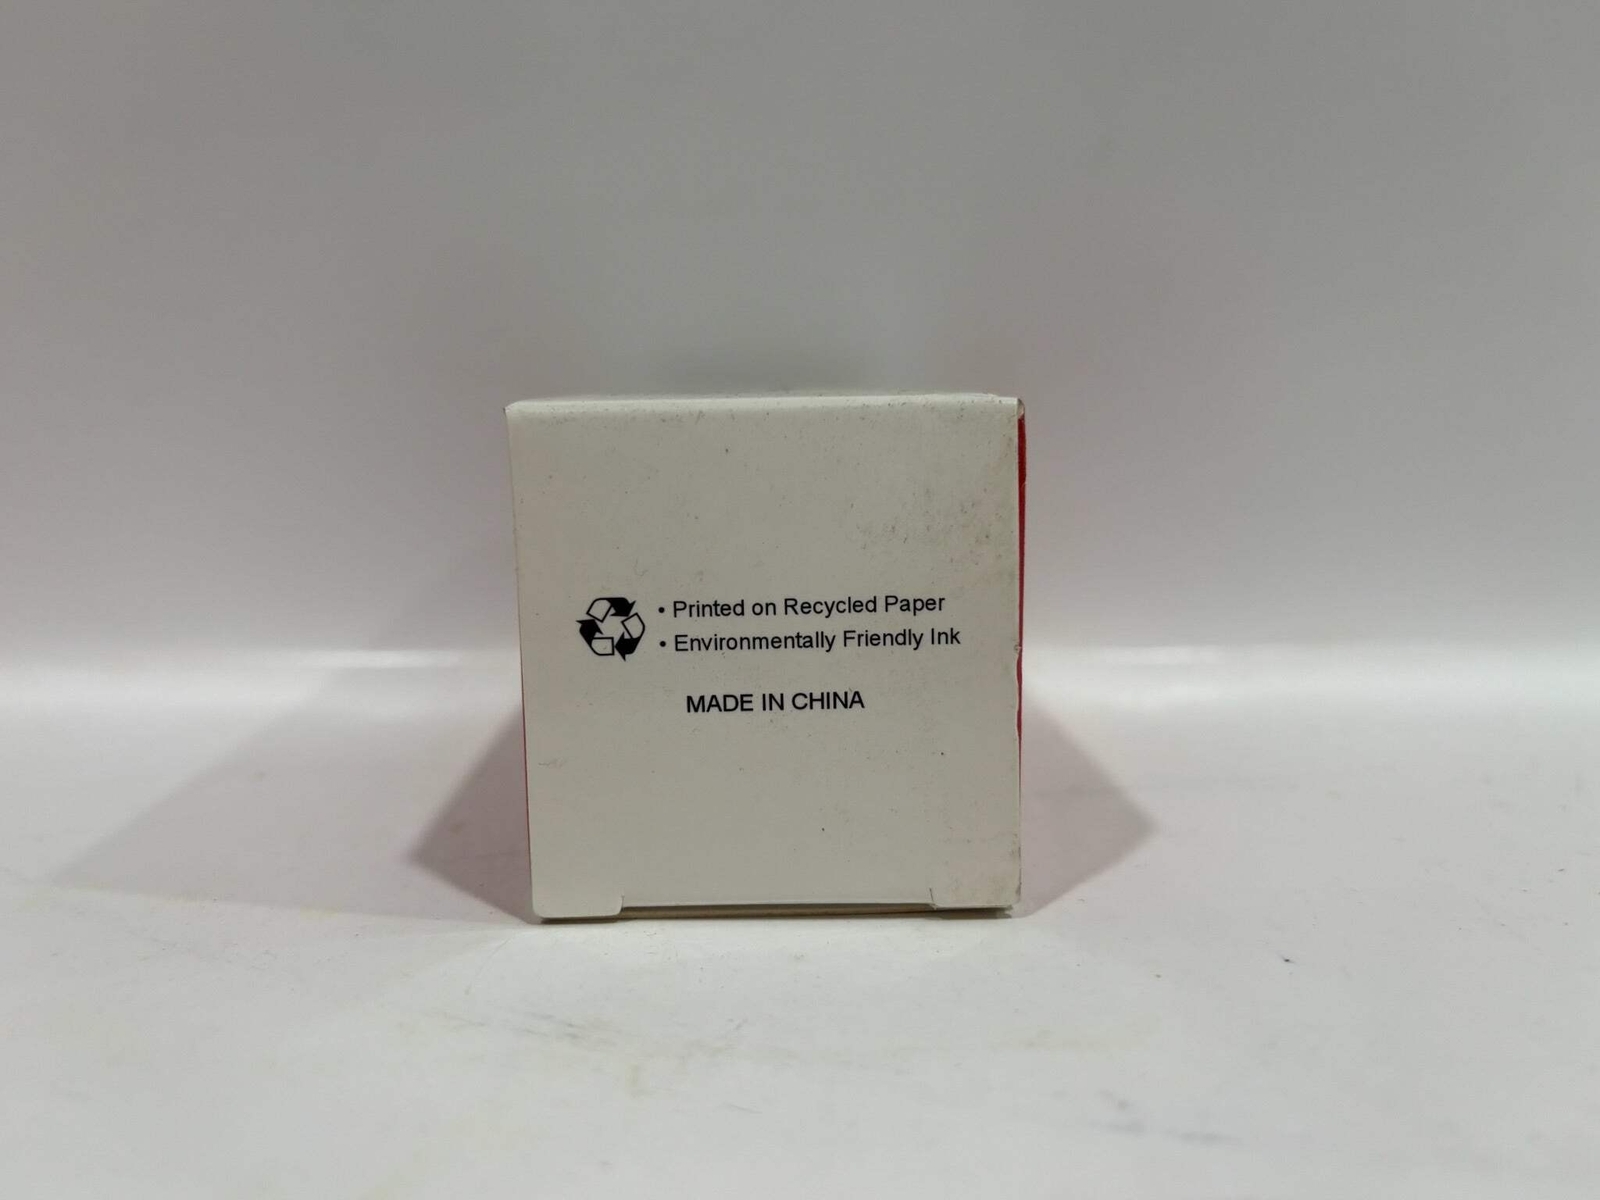 • Printed on Recycled Paper
• Environmentally Friendly Ink
MADE IN CHINA